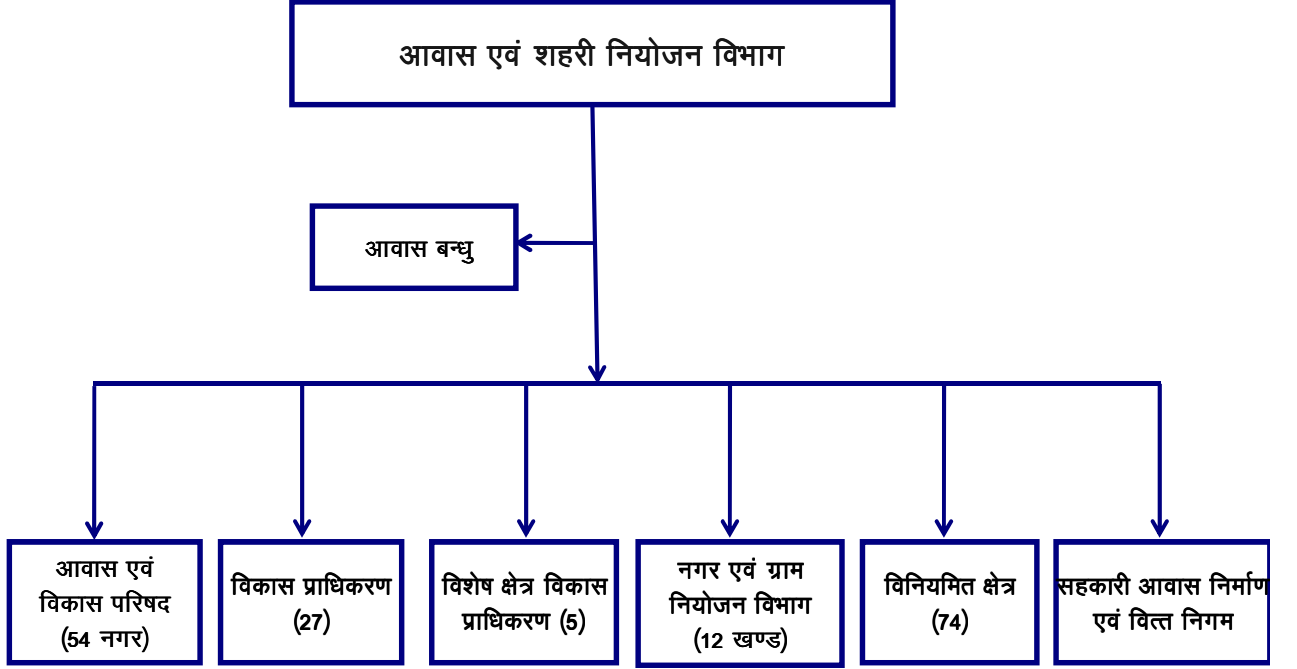 आवास एवं शहरी नियोजन विभाग
आवास बन्धु
आवास एवं
विकास परिषद
(54 नगर)
विकास प्राधिकरण
(27)
विशेष क्षेत्र विकास
प्राधिकरण (5)
नगर एवं ग्राम
नियोजन विभाग
(12 खण्ड)
विनियमित क्षेत्र
(74)
सहकारी आवास निर्माण
एवं वित्त निगम